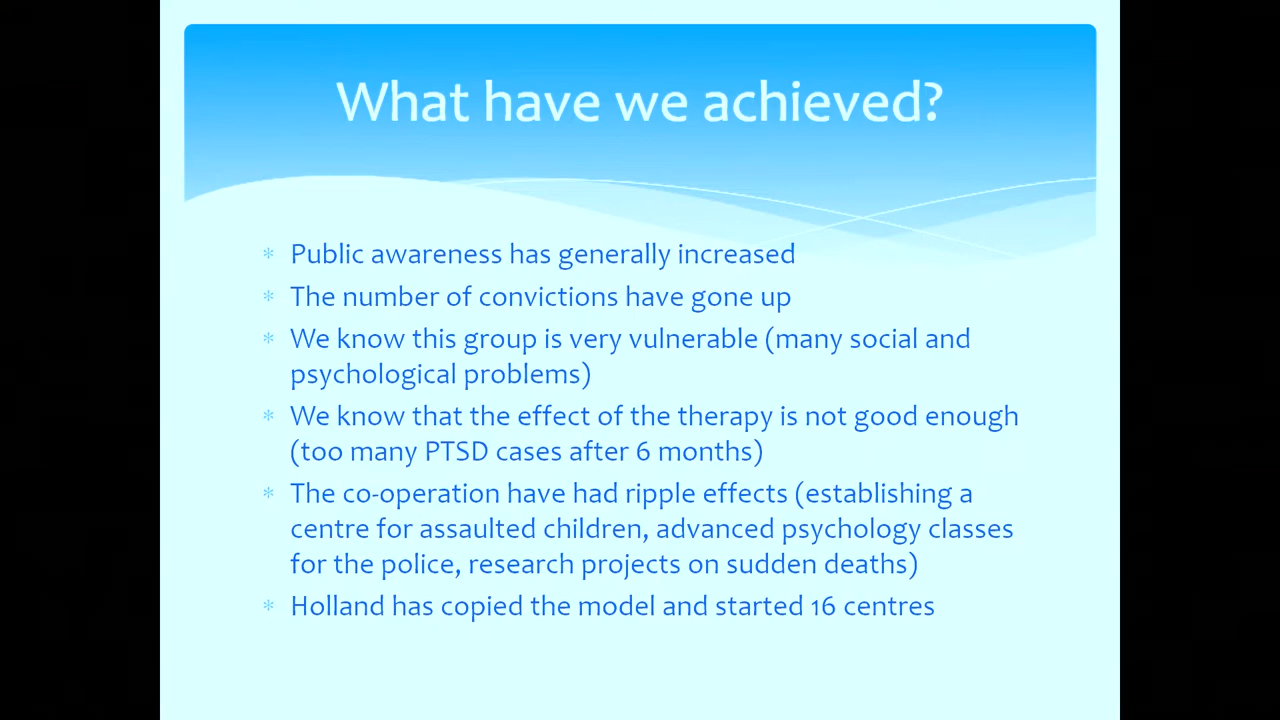 What have we achieved?
* Public awareness has generally increased
* The number of convictions have gone up
* We know this group is very vulnerable (many social and
psychological problems)
* We know that the effect of the therapy is not good enough
(too many PTSD cases after 6 months)
* The co-operation have had ripple effects (establishing a
centre for assaulted children, advanced psychology classes
for the police, research projects on sudden deaths)
* Holland has copied the model and started 16 centres